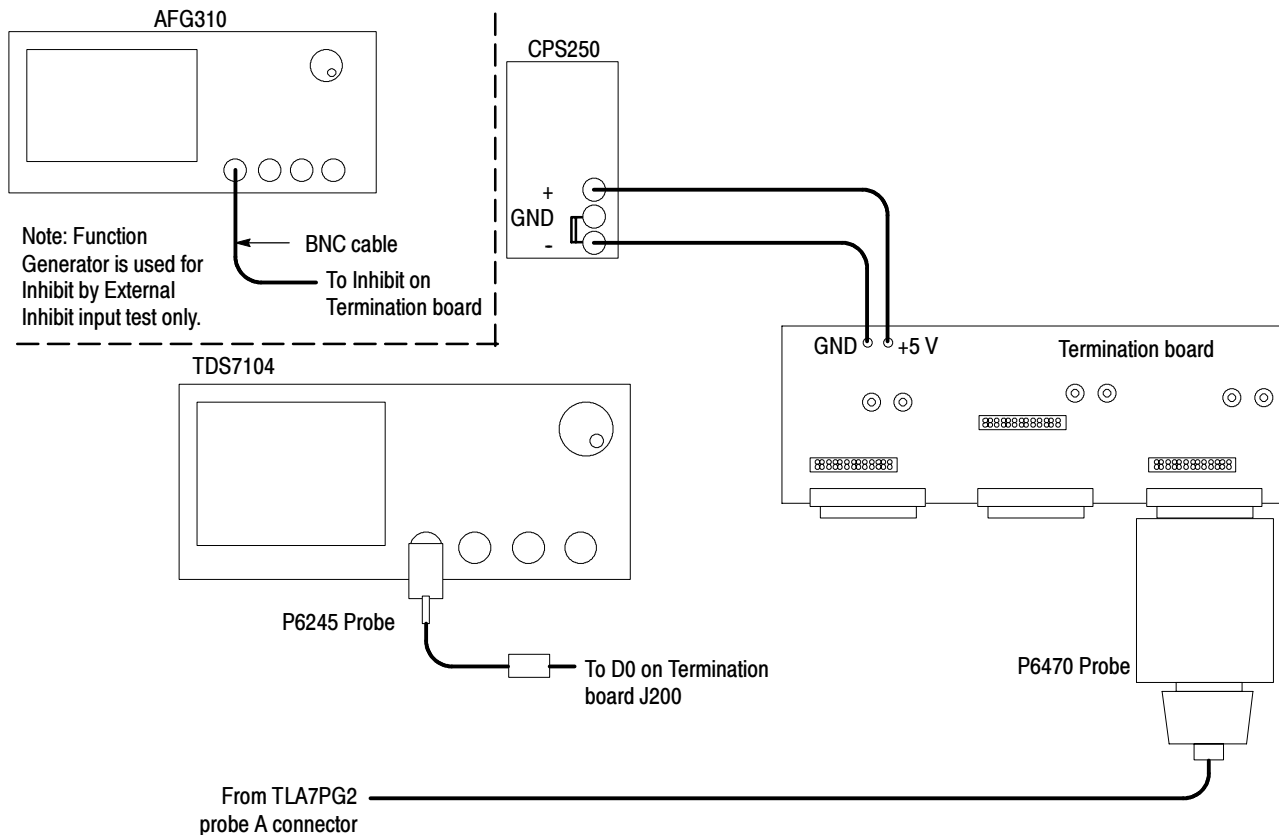 AFG310
Note: Function
Generator is used for
Inhibit by External
Inhibit input test only.
BNC cable
To Inhibit on
Termination board
CPS250
+
GND
-
GND
+5 V
Termination board
TDS7104
P6245 Probe
To D0 on Termination
board J200
P6470 Probe
From TLA7PG2
probe A connector